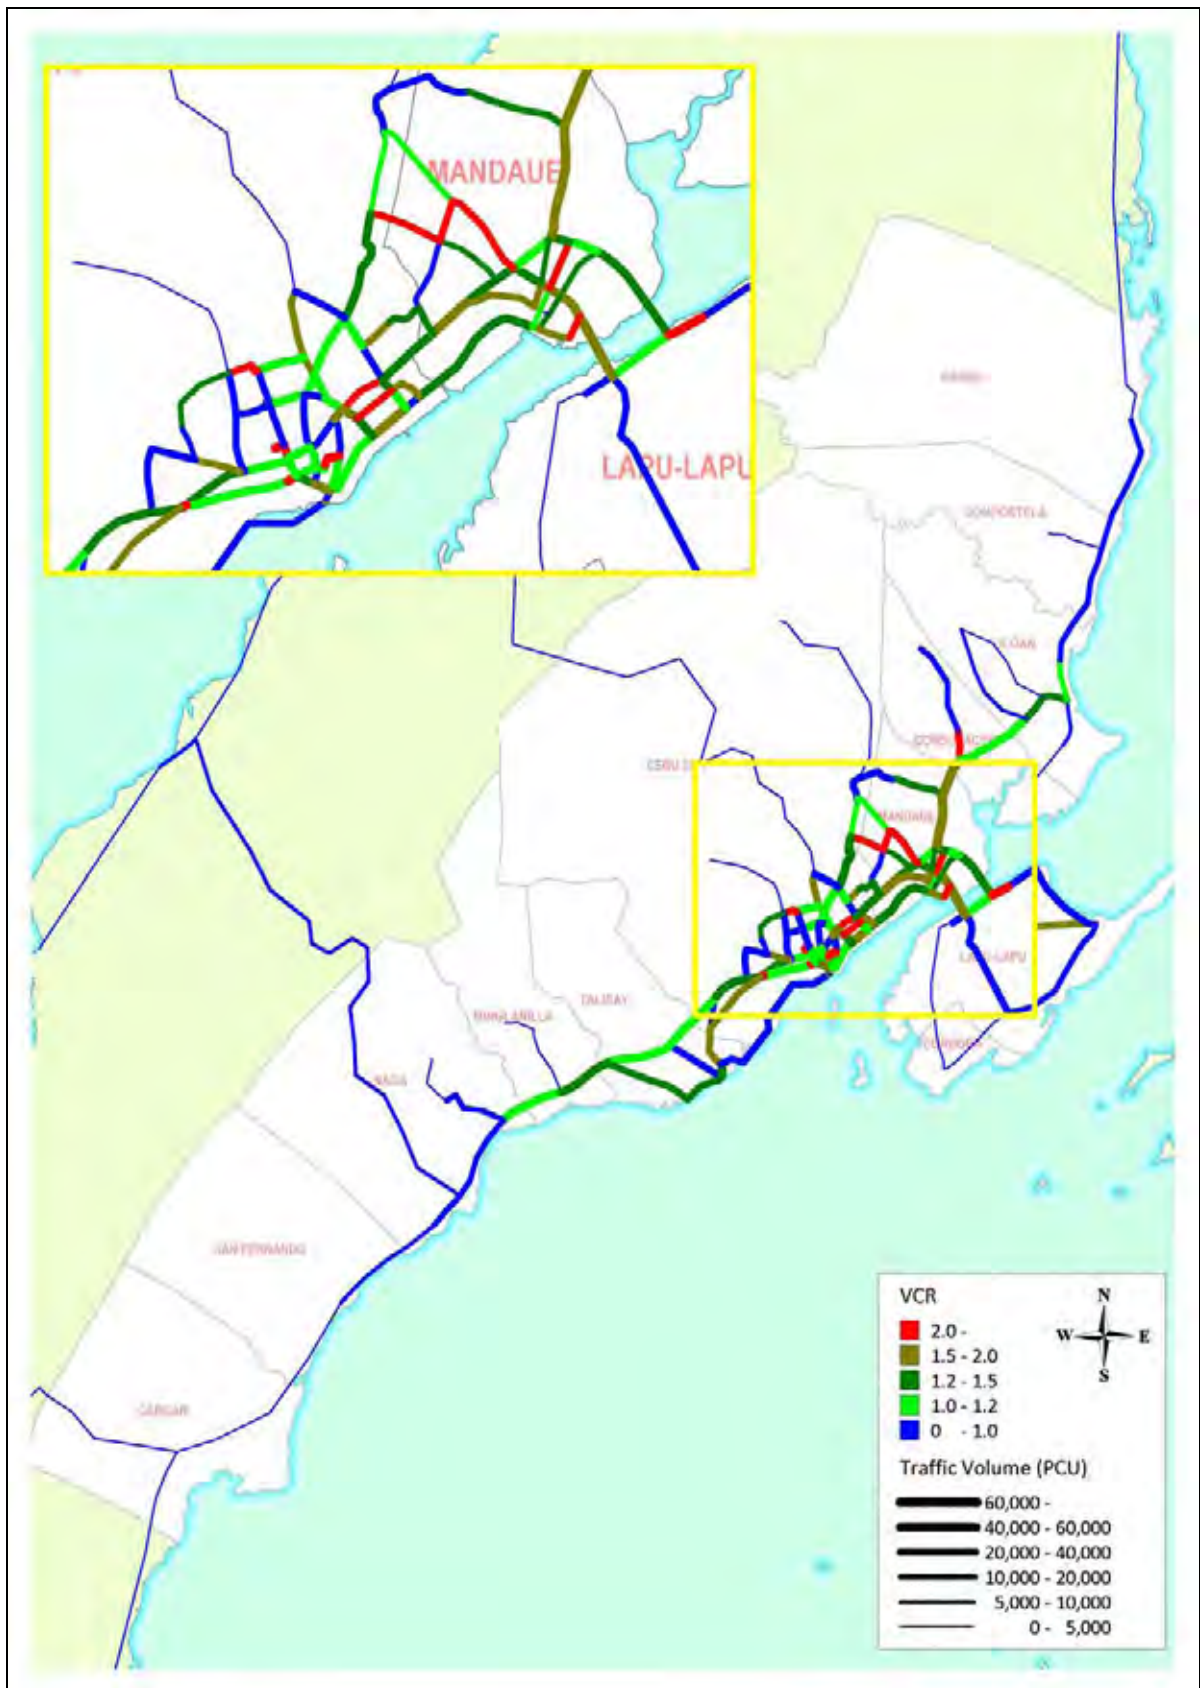 MANDAUE
LAPU-LAPU
COMPOSTELA
LILOAN
MANDAUE
LAPU-LAPU
TALISAY
MINGLANILLA
CORDOVA
NAGA
SAN FERNANDO
CARCAR
VCR
2.0 -
1.5 - 2.0
1.2 - 1.5
1.0 - 1.2
0 - 1.0
N
W E
S
Traffic Volume (PCU)
60,000 -
40,000 - 60,000
20,000 - 40,000
10,000 - 20,000
5,000 - 10,000
0 - 5,000